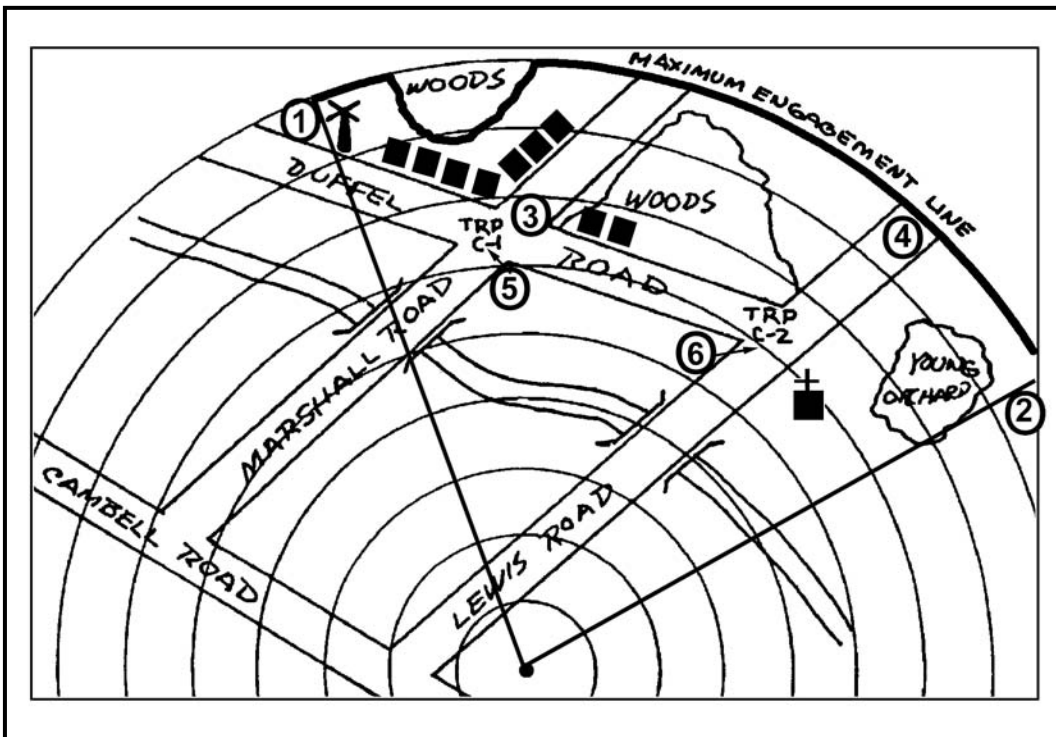 MAXIMUM ENGAGEMENT LINE
WOODS
1
DUFFEL
ROAD
WOODS
3
TRP
C-1
4
5
TRP
C-2
6
MARSHALL ROAD
YOUNG
ORCHARD
2
CAMBELL ROAD
LEWIS ROAD